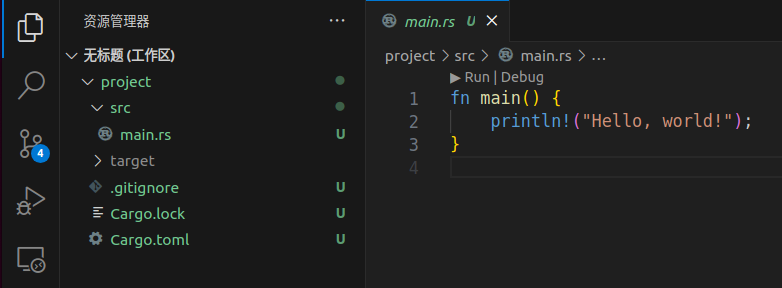 资源管理器
无标题 (工作区)
project
src
main.rs U
target
.gitignore U
Cargo.lock U
Cargo.toml U
4
main.rs U
project > src > main.rs > ...
Run | Debug
1 fn main() {
2     println!("Hello, world!");
3 }
4